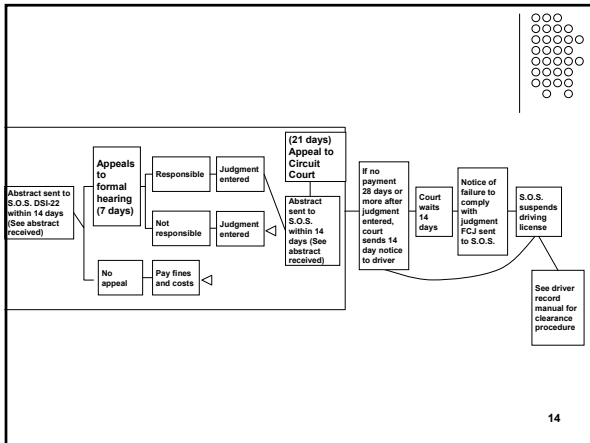 Abstract sent to
S.O.S. DSI-22
within 14 days
(See abstract
received)
Appeals
to
formal
hearing
(7 days)
Responsible
Judgment
entered
Not
responsible
Judgment
entered
No
appeal
Pay fines
and costs
(21 days)
Appeal to
Circuit
Court
Abstract
sent to
S.O.S.
within 14
days (See
abstract
received)
If no
payment
28 days or
more after
judgment
entered,
court
sends 14
day notice
to driver
Court
waits
14
days
Notice of
failure to
comply
with
judgment
FCJ sent
to S.O.S.
S.O.S.
suspends
driving
license
See driver
record
manual for
clearance
procedure
14